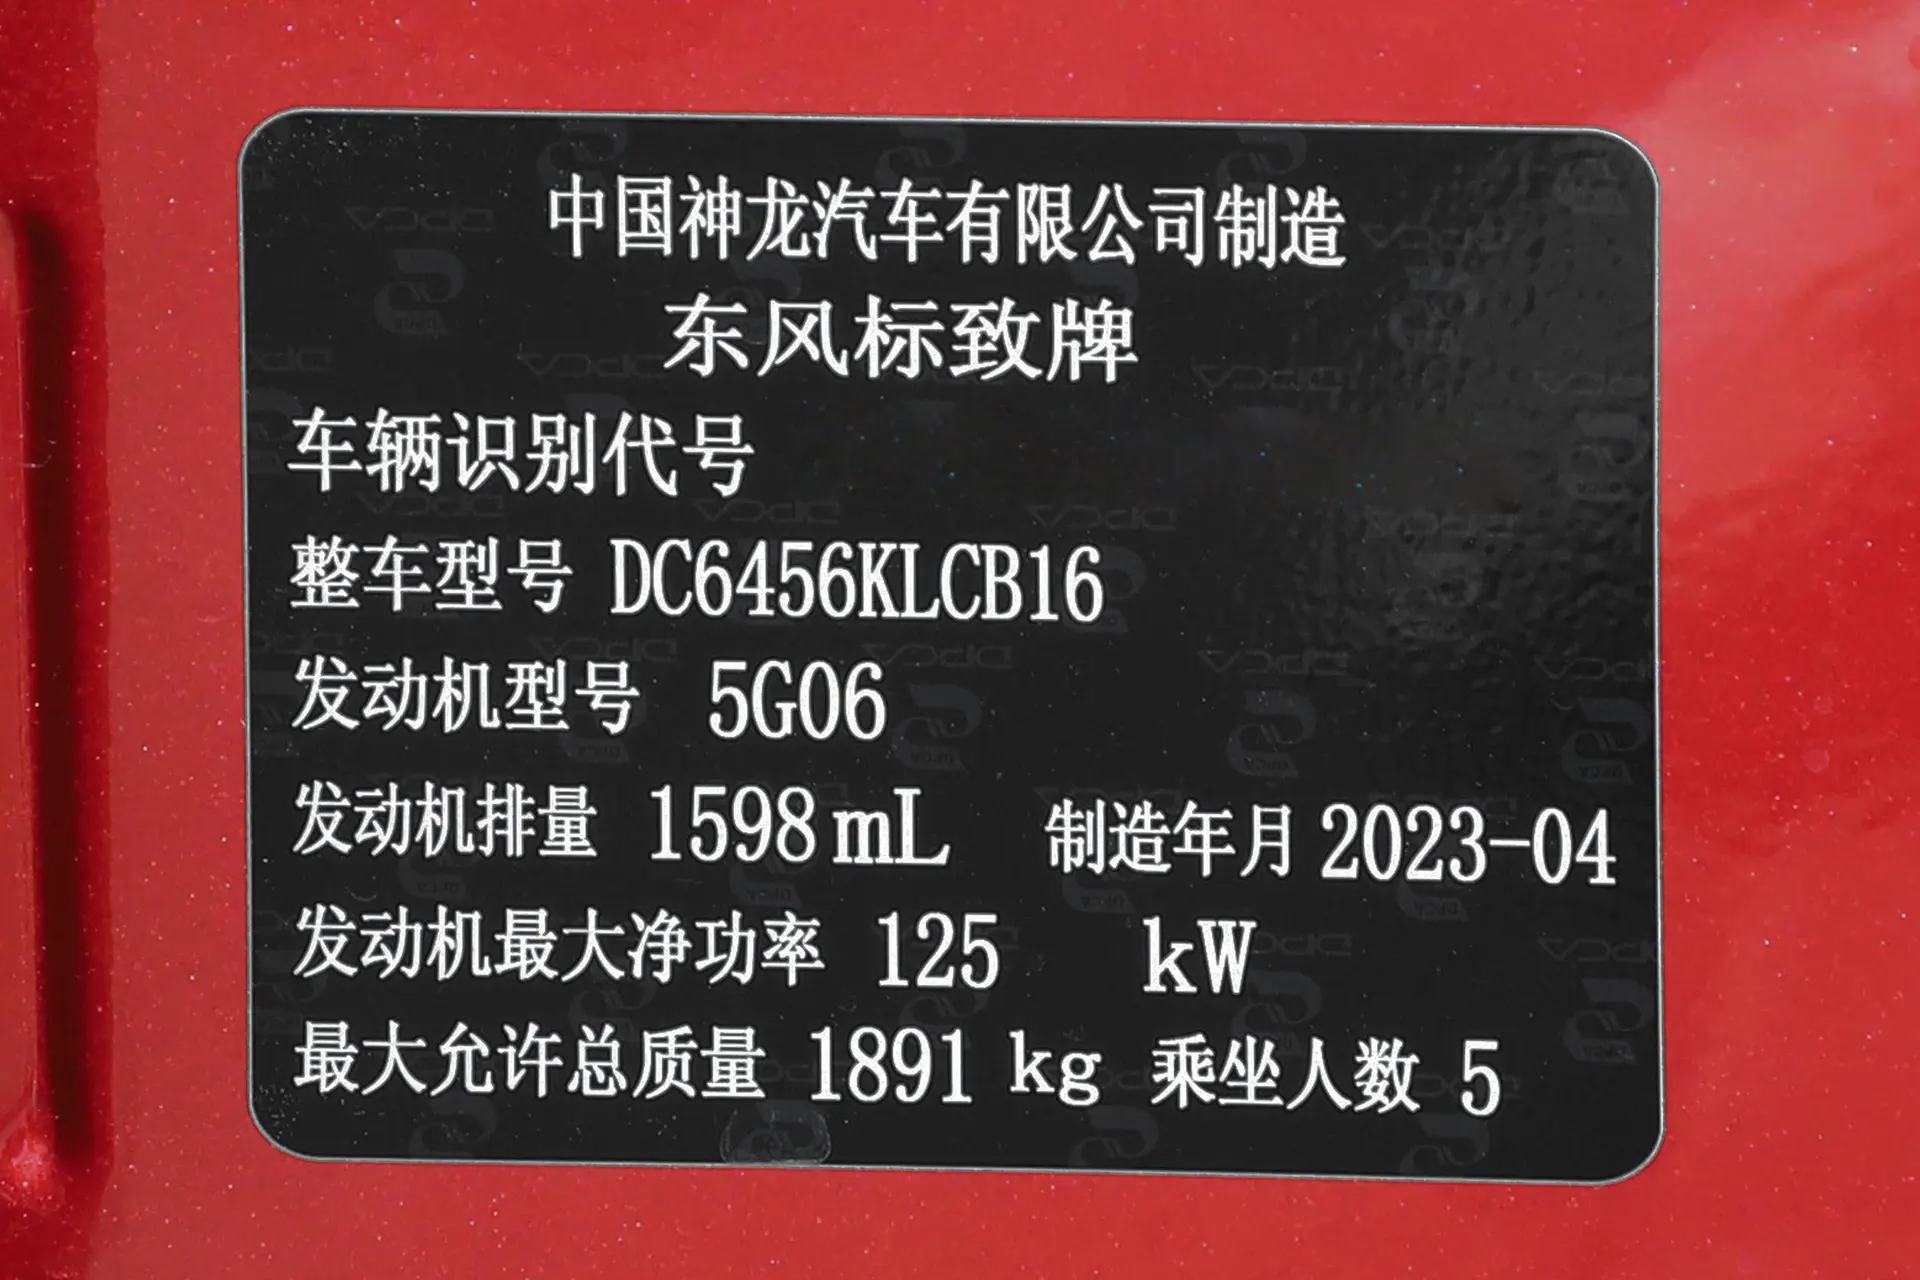 中国神龙汽车有限公司制造
东风标致牌
车辆识别代号
整车型号 DC6456KLCB16
发动机型号 5G06
发动机排量 1598 mL 制造年月 2023-04
发动机最大净功率 125 kW
最大允许总质量 1891 kg 乘坐人数 5